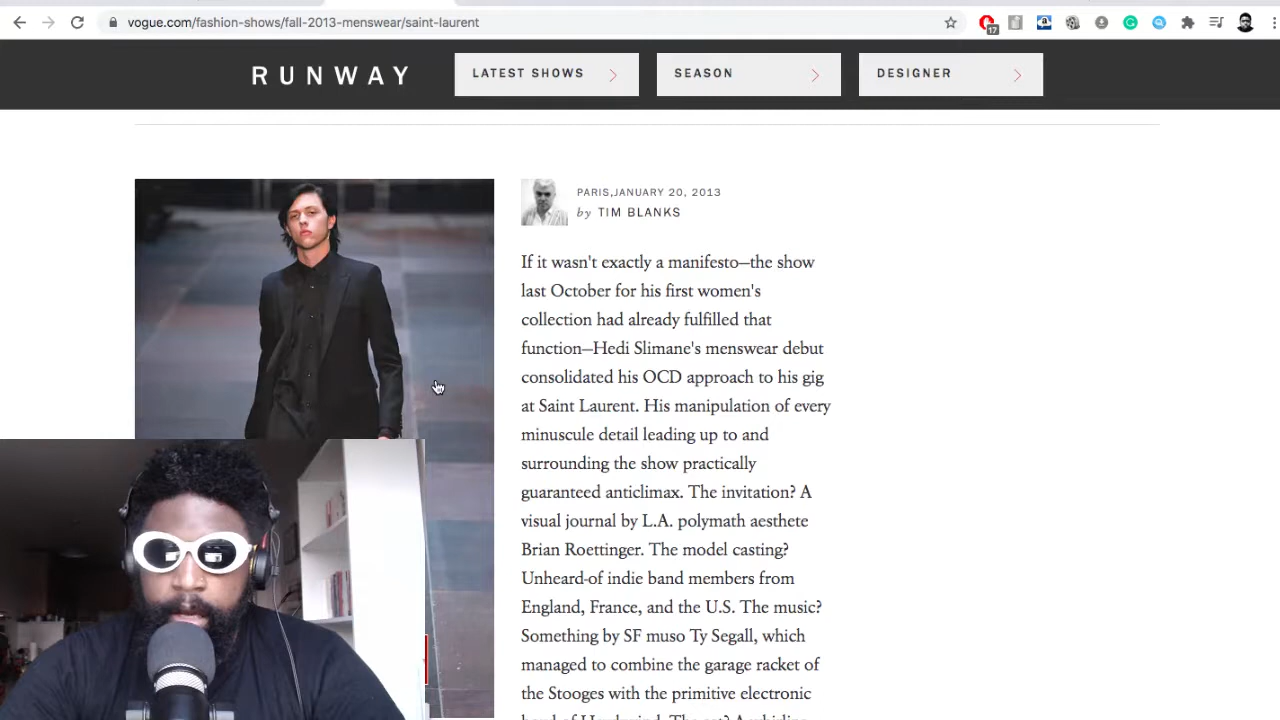 vogue.com/fashion-shows/fall-2013-menswear/saint-laurent
17
RUNWAY
LATEST SHOWS
SEASON
DESIGNER
PARIS,JANUARY 20, 2013
by TIM BLANKS
If it wasn't exactly a manifesto—the show
last October for his first women's
collection had already fulfilled that
function—Hedi Slimane's menswear debut
consolidated his OCD approach to his gig
at Saint Laurent. His manipulation of every
minuscule detail leading up to and
surrounding the show practically
guaranteed anticlimax. The invitation? A
visual journal by L.A. polymath aesthete
Brian Roettinger. The model casting?
Unheard-of indie band members from
England, France, and the U.S. The music?
Something by SF muso Ty Segall, which
managed to combine the garage racket of
the Stooges with the primitive electronic